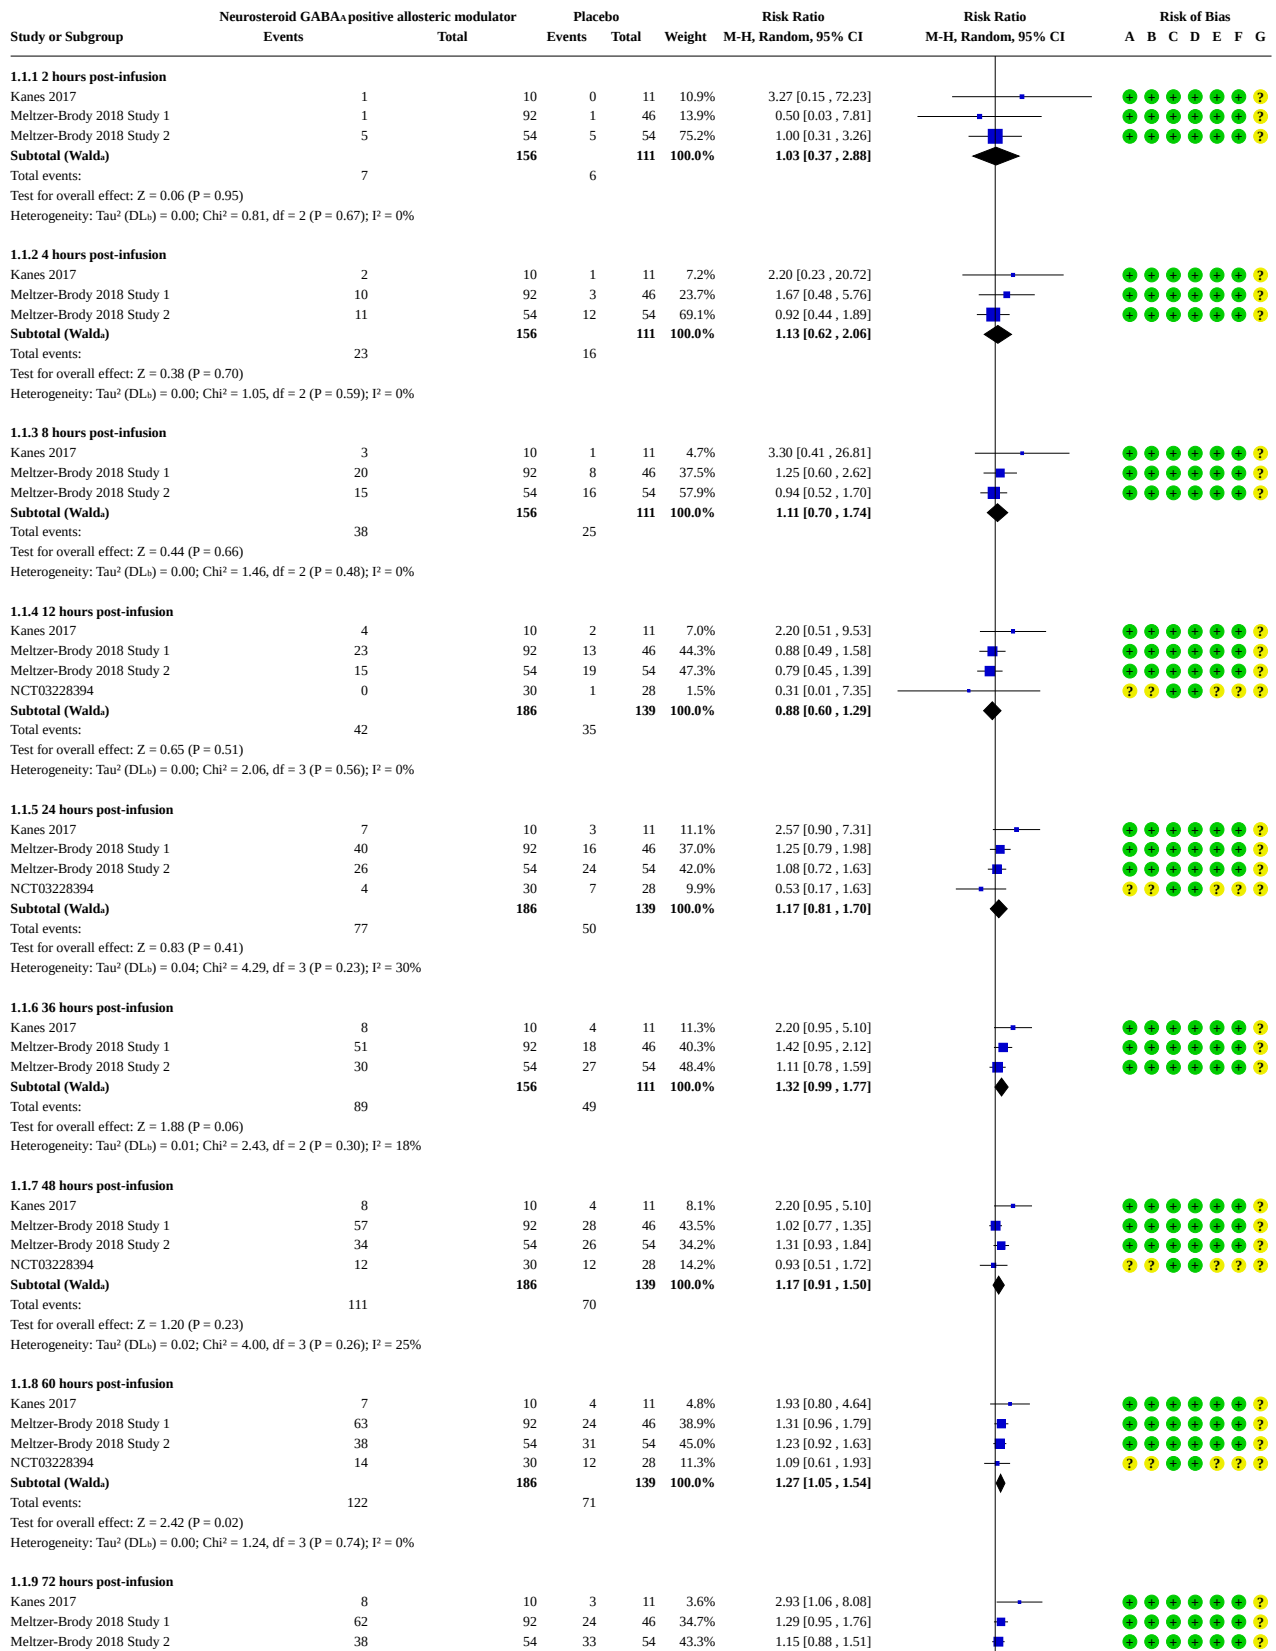 Neurosteroid GABAA positive allosteric modulator Placebo Risk Ratio Risk Ratio Risk of Bias
Study or Subgroup Events Total Events Total Weight M-H, Random, 95% CI M-H, Random, 95% CI A B C D E F G
1.1.1 2 hours post-infusion
Kanes 2017 1 10 0 11 10.9% 3.27 [0.15 , 72.23] + + + + + + ?
Meltzer-Brody 2018 Study 1 1 92 1 46 13.9% 0.50 [0.03 , 7.81] + + + + + + ?
Meltzer-Brody 2018 Study 2 5 54 5 54 75.2% 1.00 [0.31 , 3.26] + + + + + + ?
Subtotal (Walda) 156 111 100.0% 1.03 [0.37 , 2.88]
Total events: 7 6
Test for overall effect: Z = 0.06 (P = 0.95)
Heterogeneity: Tau² (DLb) = 0.00; Chi² = 0.81, df = 2 (P = 0.67); I² = 0%
1.1.2 4 hours post-infusion
Kanes 2017 2 10 1 11 7.2% 2.20 [0.23 , 20.72] + + + + + + ?
Meltzer-Brody 2018 Study 1 10 92 3 46 23.7% 1.67 [0.48 , 5.76] + + + + + + ?
Meltzer-Brody 2018 Study 2 11 54 12 54 69.1% 0.92 [0.44 , 1.89] + + + + + + ?
Subtotal (Walda) 156 111 100.0% 1.13 [0.62 , 2.06]
Total events: 23 16
Test for overall effect: Z = 0.38 (P = 0.70)
Heterogeneity: Tau² (DLb) = 0.00; Chi² = 1.05, df = 2 (P = 0.59); I² = 0%
1.1.3 8 hours post-infusion
Kanes 2017 3 10 1 11 4.7% 3.30 [0.41 , 26.81] + + + + + + ?
Meltzer-Brody 2018 Study 1 20 92 8 46 37.5% 1.25 [0.60 , 2.62] + + + + + + ?
Meltzer-Brody 2018 Study 2 15 54 16 54 57.9% 0.94 [0.52 , 1.70] + + + + + + ?
Subtotal (Walda) 156 111 100.0% 1.11 [0.70 , 1.74]
Total events: 38 25
Test for overall effect: Z = 0.44 (P = 0.66)
Heterogeneity: Tau² (DLb) = 0.00; Chi² = 1.46, df = 2 (P = 0.48); I² = 0%
1.1.4 12 hours post-infusion
Kanes 2017 4 10 2 11 7.0% 2.20 [0.51 , 9.53] + + + + + + ?
Meltzer-Brody 2018 Study 1 23 92 13 46 44.3% 0.88 [0.49 , 1.58] + + + + + + ?
Meltzer-Brody 2018 Study 2 15 54 19 54 47.3% 0.79 [0.45 , 1.39] + + + + + + ?
NCT03228394 0 30 1 28 1.5% 0.31 [0.01 , 7.35] ? ? + + ? ? ?
Subtotal (Walda) 186 139 100.0% 0.88 [0.60 , 1.29]
Total events: 42 35
Test for overall effect: Z = 0.65 (P = 0.51)
Heterogeneity: Tau² (DLb) = 0.00; Chi² = 2.06, df = 3 (P = 0.56); I² = 0%
1.1.5 24 hours post-infusion
Kanes 2017 7 10 3 11 11.1% 2.57 [0.90 , 7.31] + + + + + + ?
Meltzer-Brody 2018 Study 1 40 92 16 46 37.0% 1.25 [0.79 , 1.98] + + + + + + ?
Meltzer-Brody 2018 Study 2 26 54 24 54 42.0% 1.08 [0.72 , 1.63] + + + + + + ?
NCT03228394 4 30 7 28 9.9% 0.53 [0.17 , 1.63] ? ? + + ? ? ?
Subtotal (Walda) 186 139 100.0% 1.17 [0.81 , 1.70]
Total events: 77 50
Test for overall effect: Z = 0.83 (P = 0.41)
Heterogeneity: Tau² (DLb) = 0.04; Chi² = 4.29, df = 3 (P = 0.23); I² = 30%
1.1.6 36 hours post-infusion
Kanes 2017 8 10 4 11 11.3% 2.20 [0.95 , 5.10] + + + + + + ?
Meltzer-Brody 2018 Study 1 51 92 18 46 40.3% 1.42 [0.95 , 2.12] + + + + + + ?
Meltzer-Brody 2018 Study 2 30 54 27 54 48.4% 1.11 [0.78 , 1.59] + + + + + + ?
Subtotal (Walda) 156 111 100.0% 1.32 [0.99 , 1.77]
Total events: 89 49
Test for overall effect: Z = 1.88 (P = 0.06)
Heterogeneity: Tau² (DLb) = 0.01; Chi² = 2.43, df = 2 (P = 0.30); I² = 18%
1.1.7 48 hours post-infusion
Kanes 2017 8 10 4 11 8.1% 2.20 [0.95 , 5.10] + + + + + + ?
Meltzer-Brody 2018 Study 1 57 92 28 46 43.5% 1.02 [0.77 , 1.35] + + + + + + ?
Meltzer-Brody 2018 Study 2 34 54 26 54 34.2% 1.31 [0.93 , 1.84] + + + + + + ?
NCT03228394 12 30 12 28 14.2% 0.93 [0.51 , 1.72] ? ? + + ? ? ?
Subtotal (Walda) 186 139 100.0% 1.17 [0.91 , 1.50]
Total events: 111 70
Test for overall effect: Z = 1.20 (P = 0.23)
Heterogeneity: Tau² (DLb) = 0.02; Chi² = 4.00, df = 3 (P = 0.26); I² = 25%
1.1.8 60 hours post-infusion
Kanes 2017 7 10 4 11 4.8% 1.93 [0.80 , 4.64] + + + + + + ?
Meltzer-Brody 2018 Study 1 63 92 24 46 38.9% 1.31 [0.96 , 1.79] + + + + + + ?
Meltzer-Brody 2018 Study 2 38 54 31 54 45.0% 1.23 [0.92 , 1.63] + + + + + + ?
NCT03228394 14 30 12 28 11.3% 1.09 [0.61 , 1.93] ? ? + + ? ? ?
Subtotal (Walda) 186 139 100.0% 1.27 [1.05 , 1.54]
Total events: 122 71
Test for overall effect: Z = 2.42 (P = 0.02)
Heterogeneity: Tau² (DLb) = 0.00; Chi² = 1.24, df = 3 (P = 0.74); I² = 0%
1.1.9 72 hours post-infusion
Kanes 2017 8 10 3 11 3.6% 2.93 [1.06 , 8.08] + + + + + + ?
Meltzer-Brody 2018 Study 1 62 92 24 46 34.7% 1.29 [0.95 , 1.76] + + + + + + ?
Meltzer-Brody 2018 Study 2 38 54 33 54 43.3% 1.15 [0.88 , 1.51] + + + + + + ?